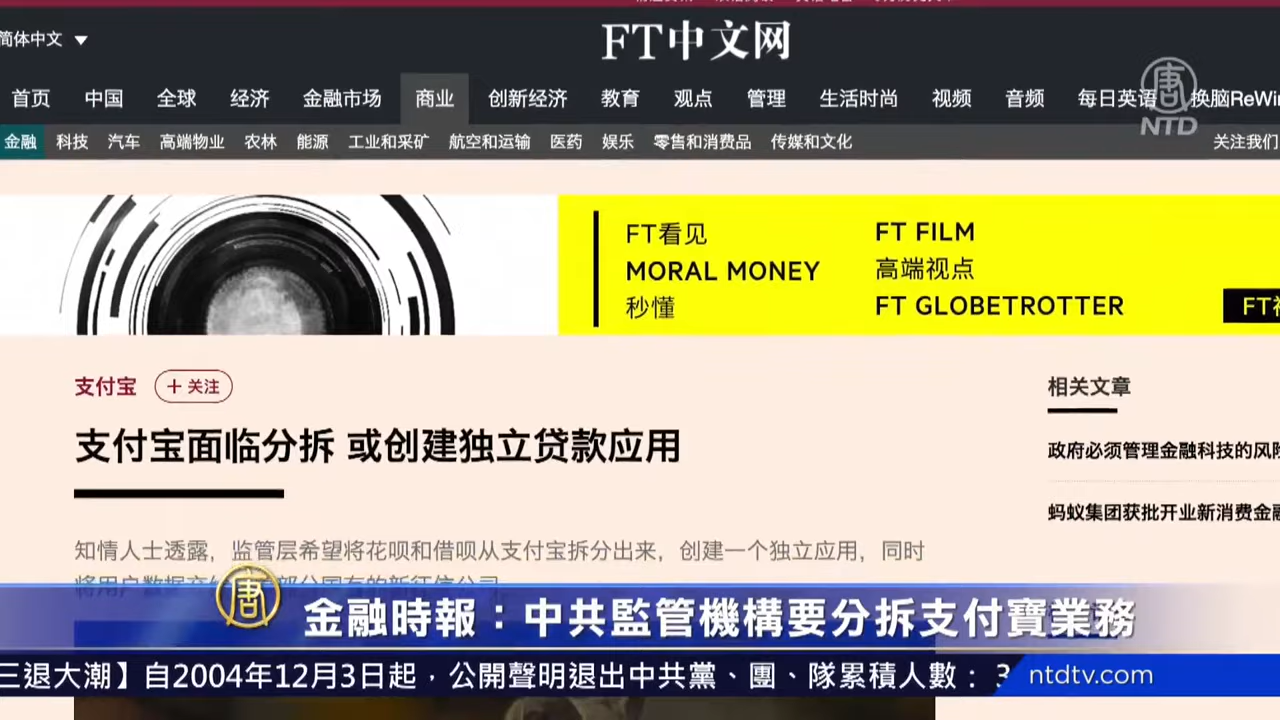 简体中文
FT中文网
首页 中国 全球 经济 金融市场 商业 创新经济 教育 观点 管理 生活时尚 视频 音频 每日英语 换脑ReWi
唐
NTD
金融 科技 汽车 高端物业 农林 能源 工业和采矿 航空和运输 医药 娱乐 零售和消费品 传媒和文化 关注我们
FT看见 FT FILM
MORAL MONEY 高端视点
秒懂 FT GLOBETROTTER
FT
支付宝 + 关注
相关文章
支付宝面临分拆 或创建独立贷款应用
政府必须管理金融科技的风险
蚂蚁集团获批开业新消费金融
知情人士透露，监管层希望将花呗和借呗从支付宝拆分出来，创建一个独立应用，同时
唐
金融時報：中共監管機構要分拆支付寶業務
三退大潮】自2004年12月3日起，公開聲明退出中共黨、團、隊累積人數： 3
ntdtv.com